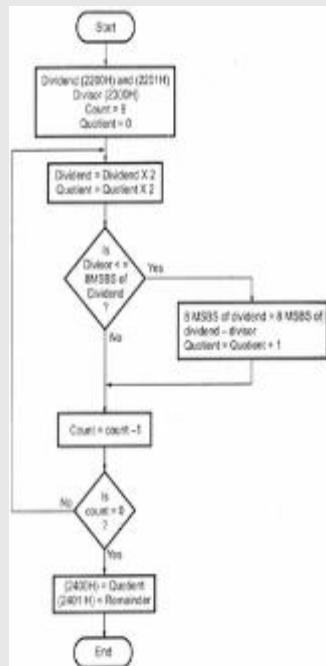 Start
Dividend (2200H) and (2201H)
Divisor (2300H)
Count = 8
Quotient = 0
Dividend = Dividend X 2
Quotient = Quotient X 2
Is
Divisor < =
8MSBS of
Dividend
?
Yes
No
8 MSBS of dividend = 8 MSBS of
dividend – divisor
Quotient = Quotient + 1
Count = count –1
Is
count = 0
?
No
Yes
(2400H) = Quotient
(2401 H) = Remainder
End